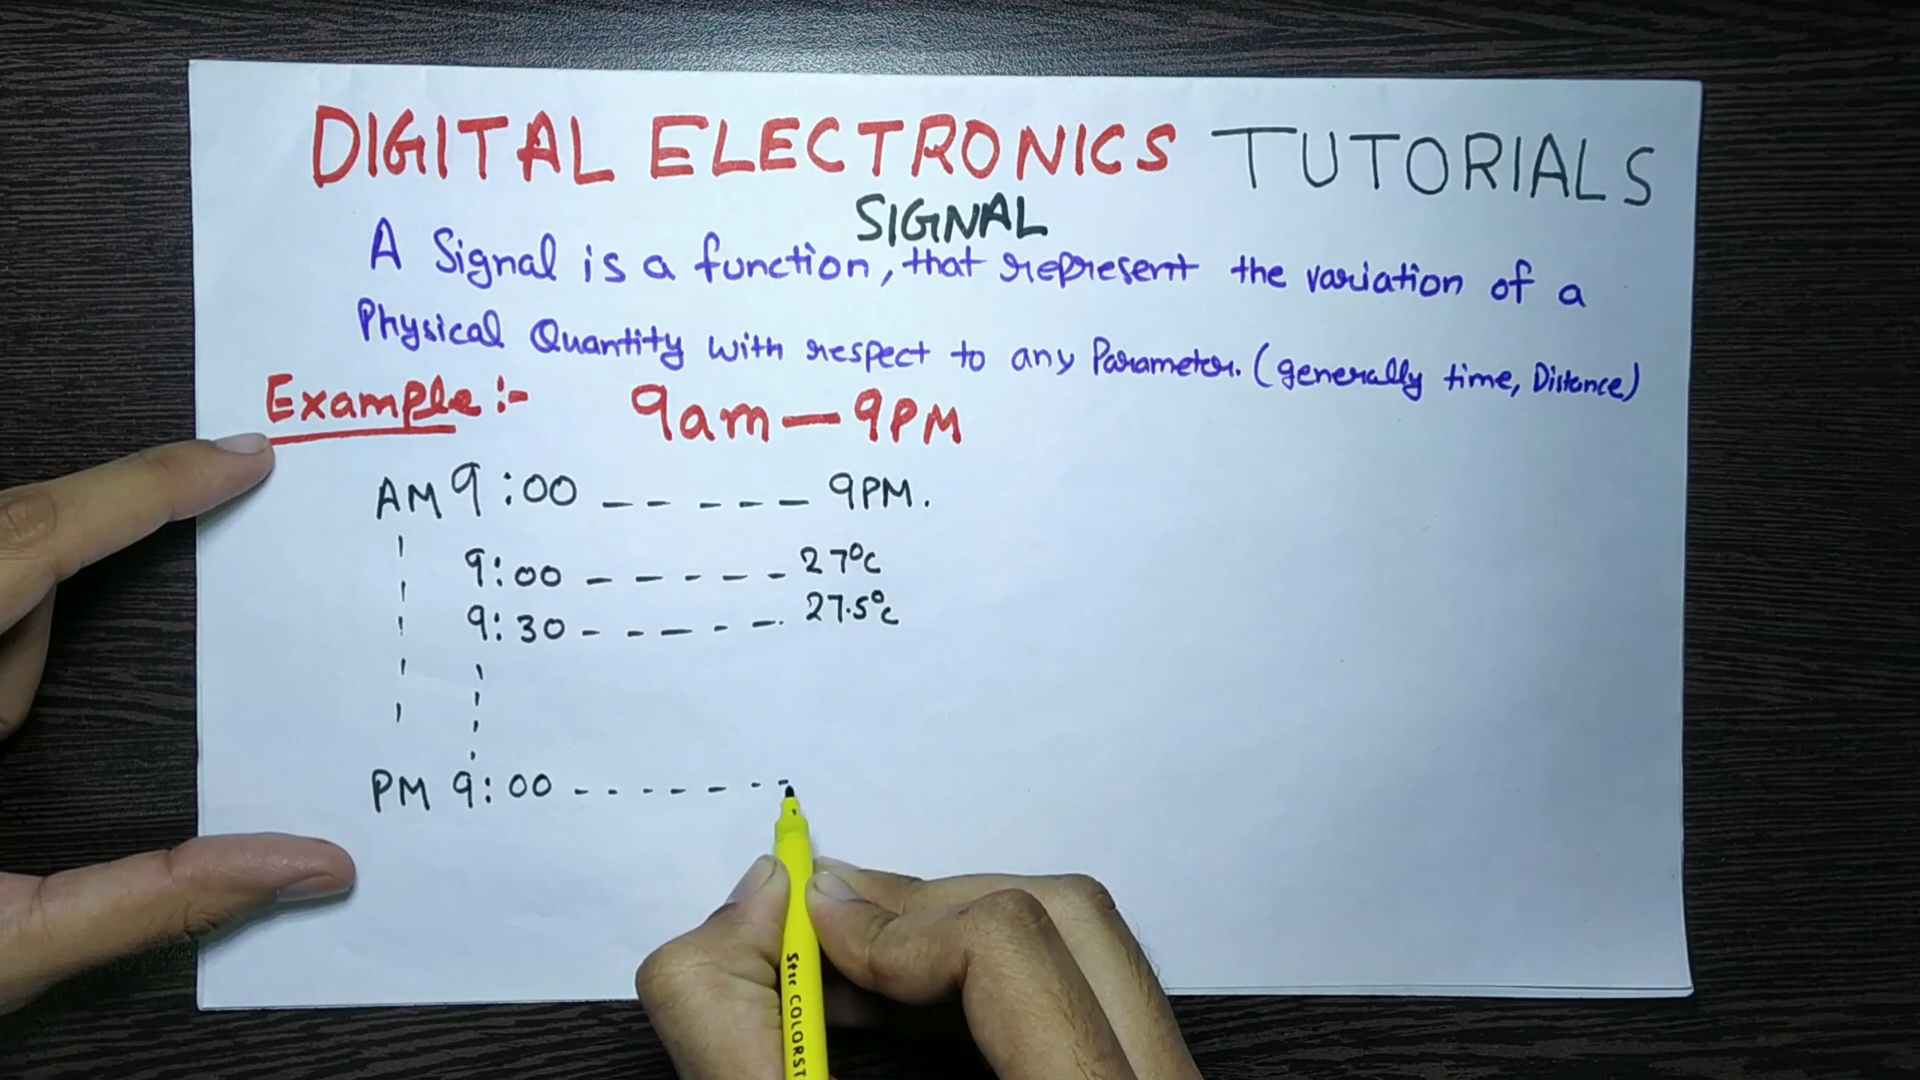 DIGITAL ELECTRONICS TUTORIALS
SIGNAL
A Signal is a function, that represent the variation of a
Physical Quantity with respect to any Parameter. (generally time, Distance)
Example :- 9am — 9PM
AM 9:00 ----- 9PM.
9:00 ------ 27°C
9:30 ------ 27.5°C
PM 9:00 --------
Stic COLORST